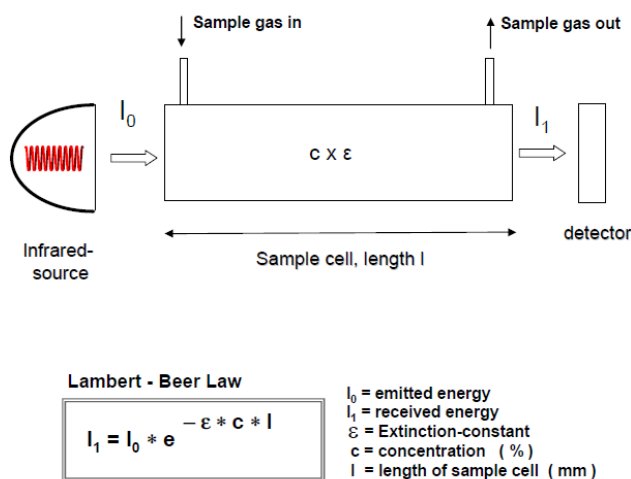 Sample gas in
Sample gas out
I₀
I₁
c x ε
Infrared-
source
Sample cell, length l
detector
Lambert - Beer Law
I₁ = I₀ * e − ε * c * l
I₀ = emitted energy
I₁ = received energy
ε = Extinction-constant
c = concentration ( % )
l = length of sample cell ( mm )